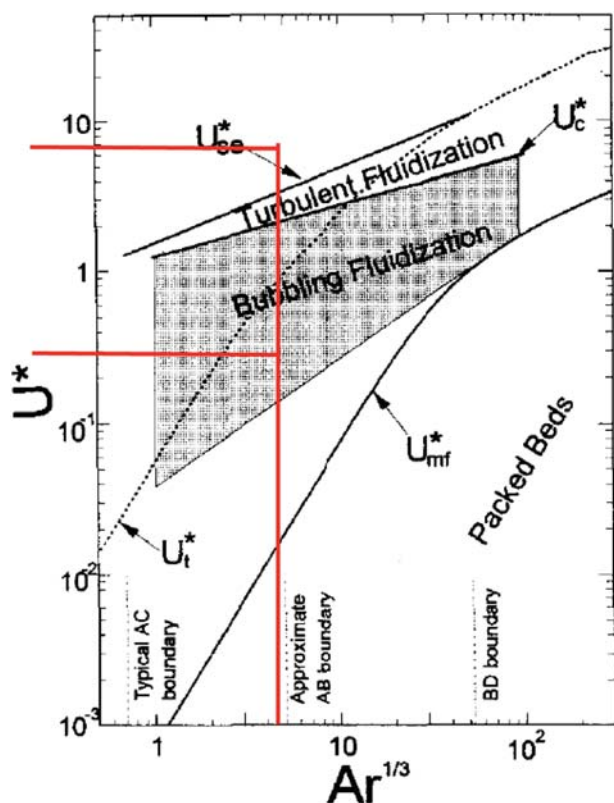 10
U*se
U*c
Turbulent Fluidization
1
Bubbling Fluidization
U*
10-1
U*mf
Packed Beds
10-2
U*t
Typical AC
boundary
Approximate
AB boundary
BD boundary
10-3
1
10
10²
Ar1/3